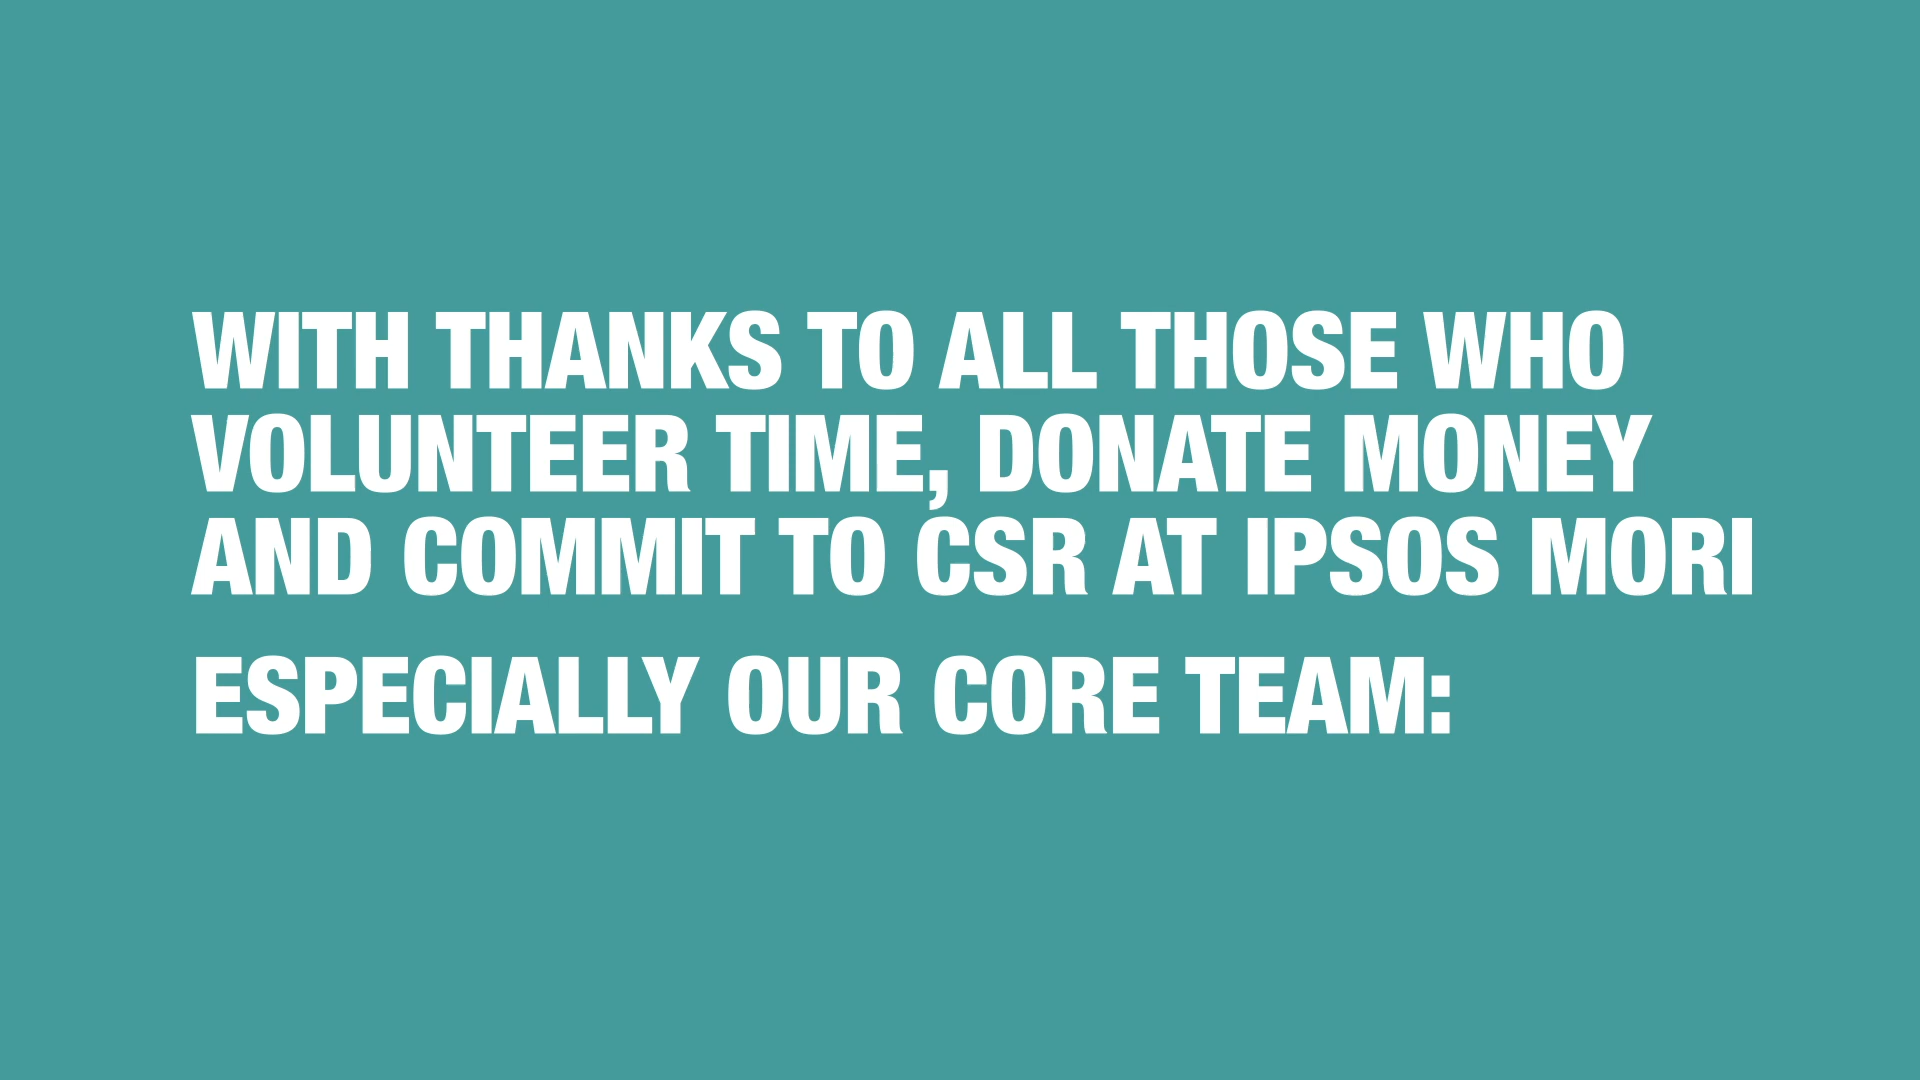 WITH THANKS TO ALL THOSE WHO
VOLUNTEER TIME, DONATE MONEY
AND COMMIT TO CSR AT IPSOS MORI
ESPECIALLY OUR CORE TEAM: